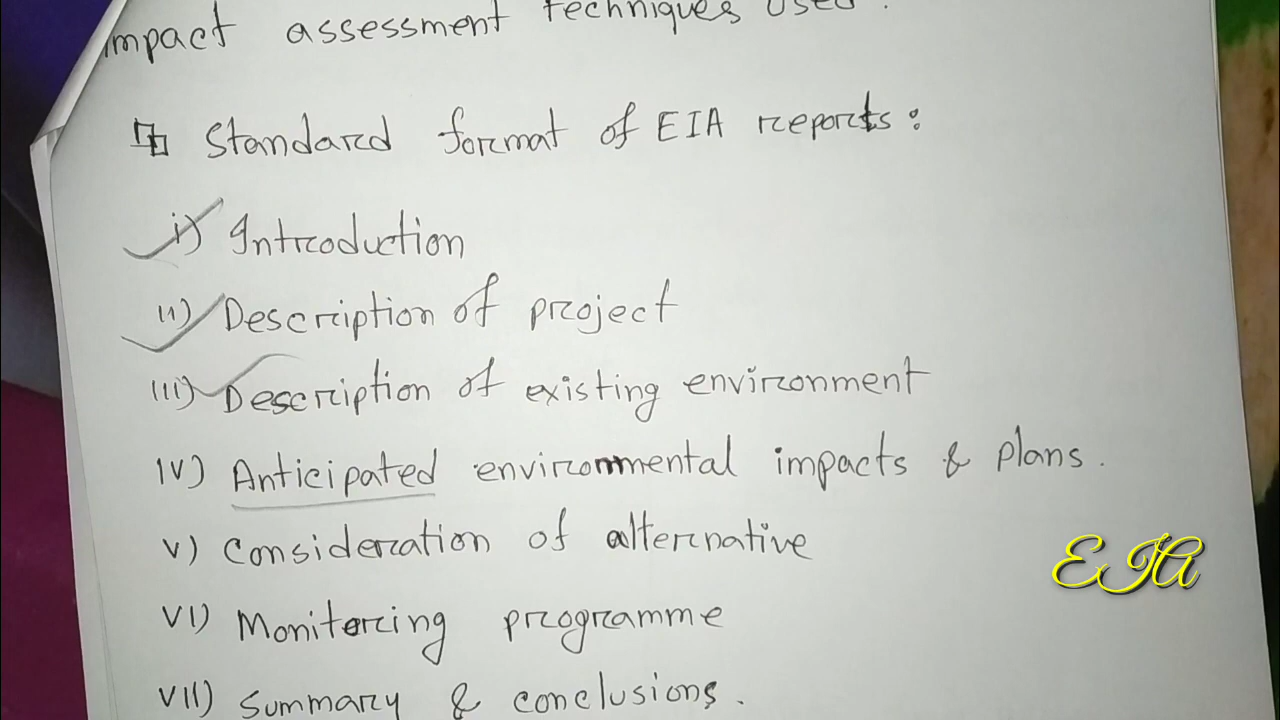 impact assessment techniques used.
Standard format of EIA reports:
i) Introduction
ii) Description of project
iii) Description of existing environment
iv) Anticipated environmental impacts & plans.
v) Consideration of alternative
EIA
vi) Monitoring programme
vii) Summary & conclusions.